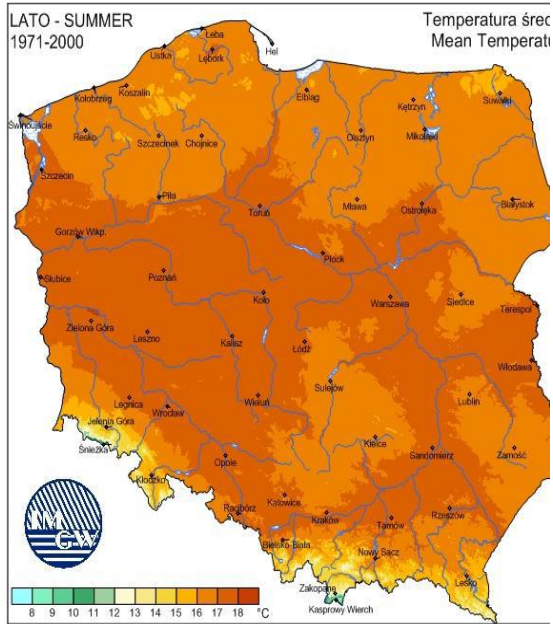 LATO - SUMMER
1971-2000
Temperatura śred
Mean Temperatu
Łeba
Hel
Ustka
Lębork
Koszalin
Kołobrzeg
Elbląg
Kętrzyn
Suwałki
Świnoujście
Resko
Szczecinek
Chojnice
Olsztyn
Mikołajki
Szczecin
Piła
Toruń
Mława
Ostrołęka
Białystok
Gorzów Wlkp.
Płock
Słubice
Poznań
Koło
Warszawa
Siedlce
Terespol
Zielona Góra
Leszno
Kalisz
Łódź
Włodawa
Sulejów
Legnica
Wrocław
Wieluń
Lublin
Jelenia Góra
Śnieżka
Kielce
Sandomierz
Zamość
Kłodzko
Opole
Katowice
Racibórz
Kraków
Tarnów
Rzeszów
Bielsko-Biała
Nowy Sącz
Lesko
Zakopane
Kasprowy Wierch
IMGW
8 9 10 11 12 13 14 15 16 17 18 °C